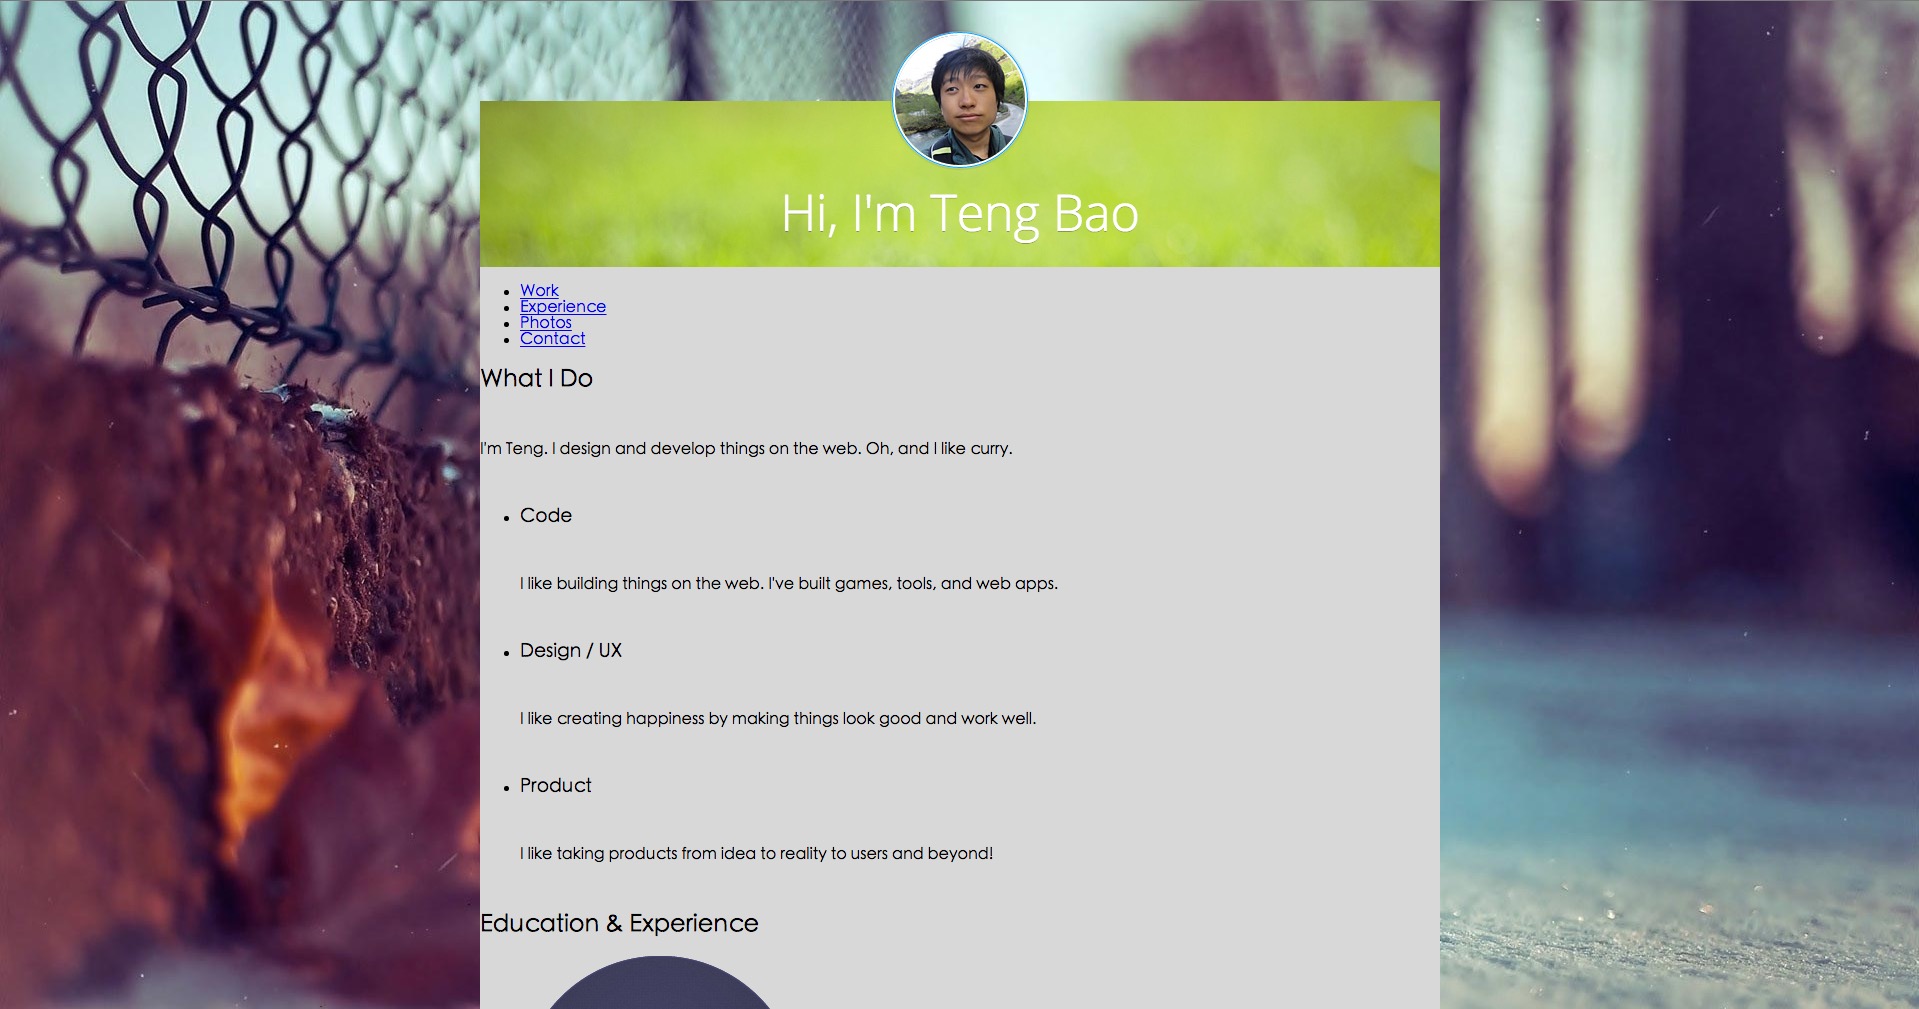 Hi, I'm Teng Bao
Work
Experience
Photos
Contact
What I Do
I'm Teng. I design and develop things on the web. Oh, and I like curry.
Code
I like building things on the web. I've built games, tools, and web apps.
Design / UX
I like creating happiness by making things look good and work well.
Product
I like taking products from idea to reality to users and beyond!
Education & Experience